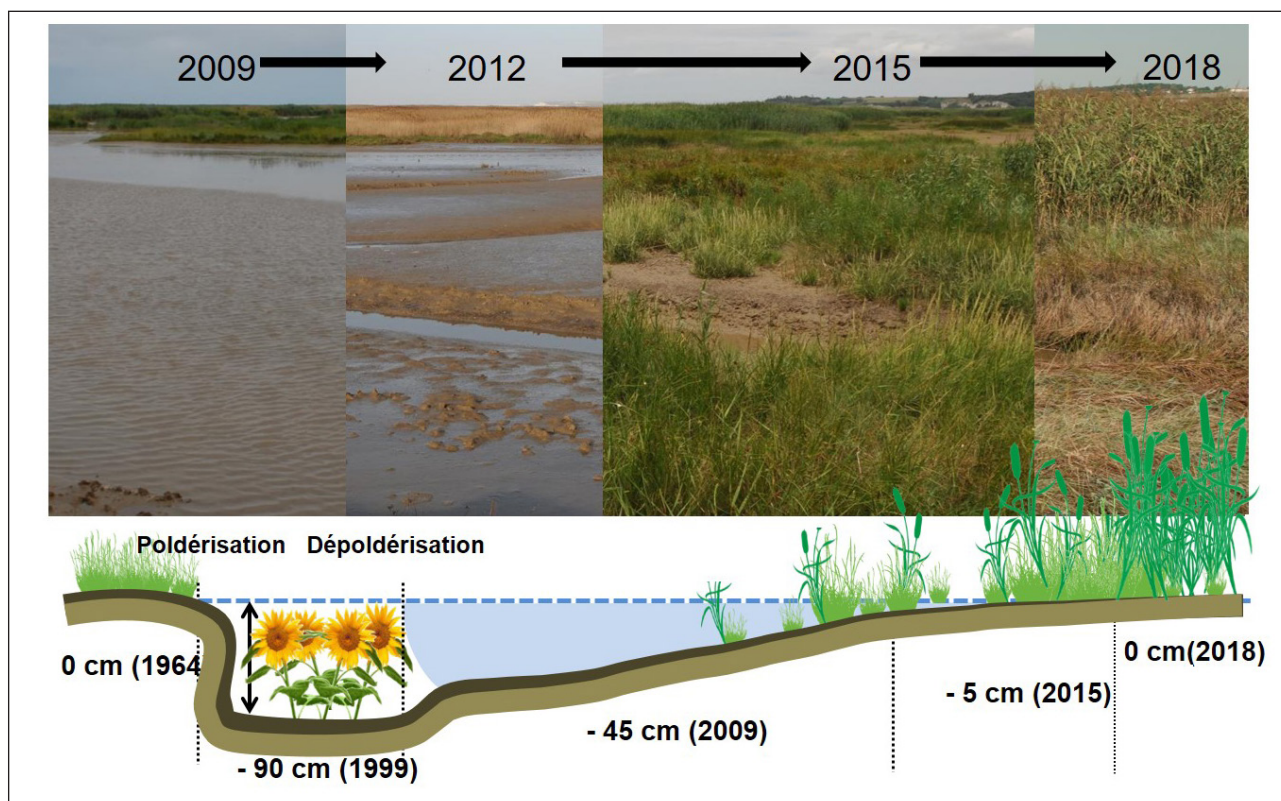 2009 2012 2015 2018
Poldérisation Dépoldérisation
0 cm (1964
0 cm(2018)
- 5 cm (2015)
- 45 cm (2009)
- 90 cm (1999)